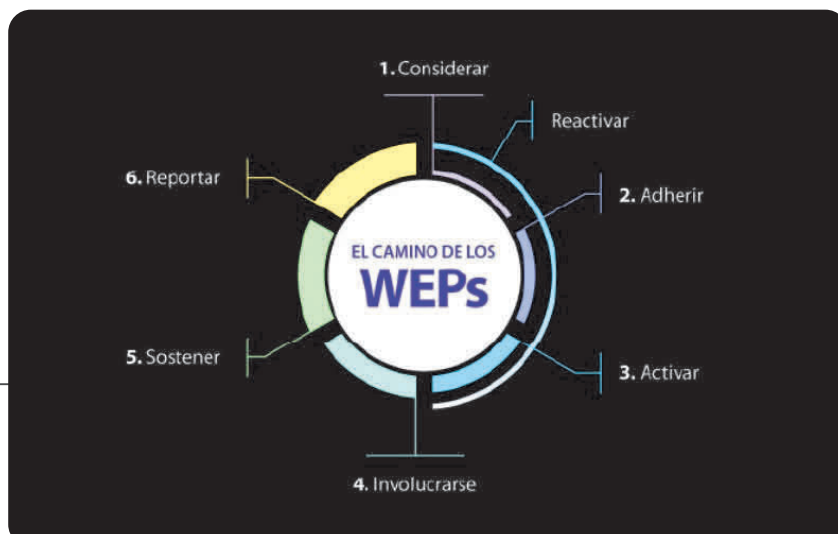 1. Considerar
Reactivar
2. Adherir
3. Activar
4. Involucrarse
5. Sostener
6. Reportar
EL CAMINO DE LOS
WEPs